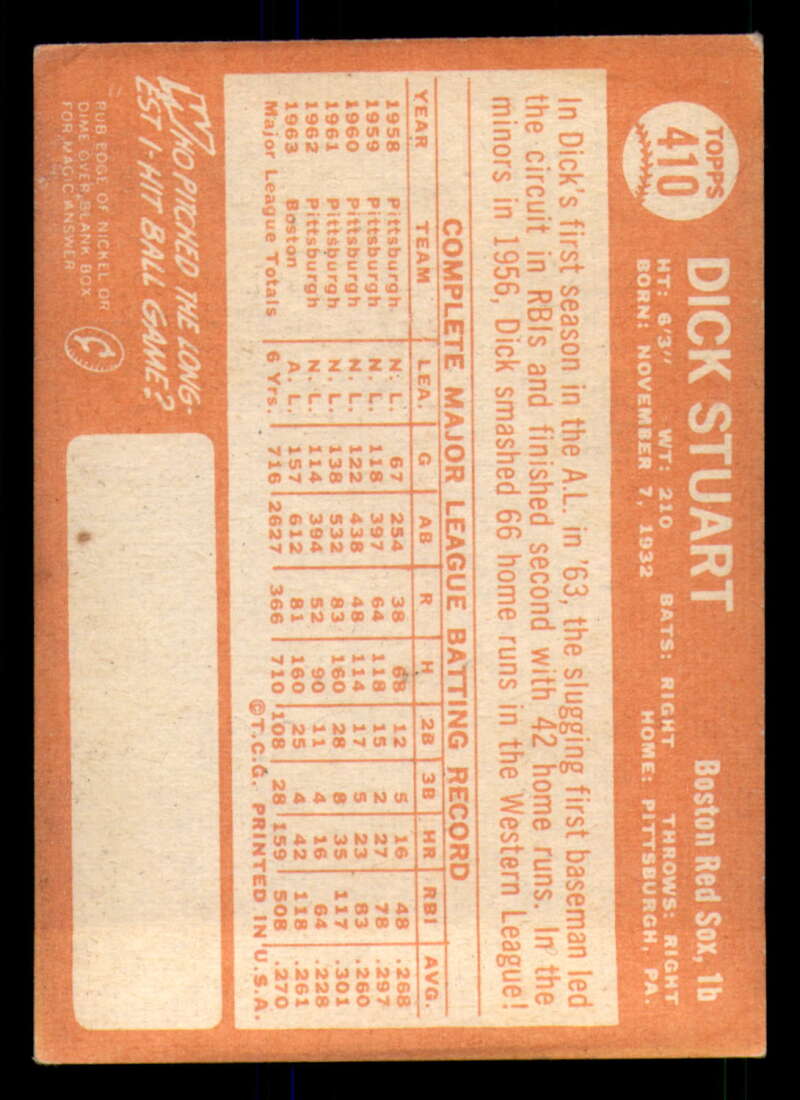 TOPPS
410
DICK STUART
Boston Red Sox, 1b
HT: 6'3" WT: 210 BATS: RIGHT THROWS: RIGHT
BORN: NOVEMBER 7, 1932 HOME: PITTSBURGH, PA.
In Dick's first season in the A.L. in '63, the slugging first baseman led
the circuit in RBIs and finished second with 42 home runs. In the
minors in 1956, Dick smashed 66 home runs in the Western League!
COMPLETE MAJOR LEAGUE BATTING RECORD
YEAR TEAM LEA. G AB R H 2B 3B HR RBI AVG.
1958 Pittsburgh N. L. 67 254 38 68 12 5 16 48 .268
1959 Pittsburgh N. L. 118 397 64 118 15 2 27 78 .297
1960 Pittsburgh N. L. 122 438 48 114 17 5 23 83 .260
1961 Pittsburgh N. L. 138 532 83 160 28 8 35 117 .301
1962 Pittsburgh N. L. 114 394 52 90 11 4 16 64 .228
1963 Boston A. L. 157 612 81 160 25 4 42 118 .261
Major League Totals 6 Yrs. 716 2627 366 710 108 28 159 508 .270
©T.C.G. PRINTED IN U.S.A.
WHO PITCHED THE LONG-
EST 1-HIT BALL GAME?
RUB EDGE OF NICKEL OR
DIME OVER BLANK BOX
FOR MAGIC ANSWER